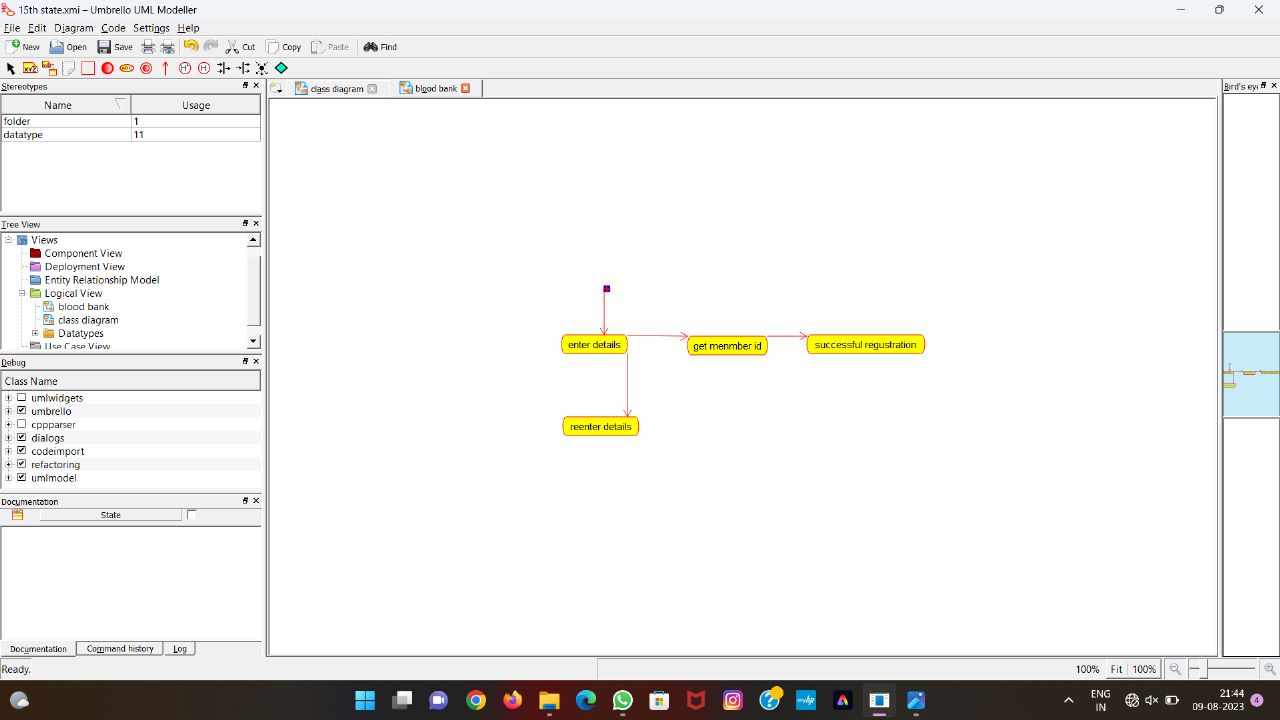 15th state.xmi – Umbrello UML Modeller
File Edit Diagram Code Settings Help
New Open Save Cut Copy Paste Find
Stereotypes
Name Usage
folder 1
datatype 11
Tree View
Views
Component View
Deployment View
Entity Relationship Model
Logical View
blood bank
class diagram
Datatypes
Use Case View
Debug
Class Name
umlwidgets
umbrello
cppparser
dialogs
codeimport
refactoring
umlmodel
Documentation
State
Documentation Command history Log
Ready.
class diagram blood bank
enter details get menmber id successful regustration
reenter details
Bird's ey
100% Fit 100%
myhp
ENG
IN
21:44
09-08-2023
4